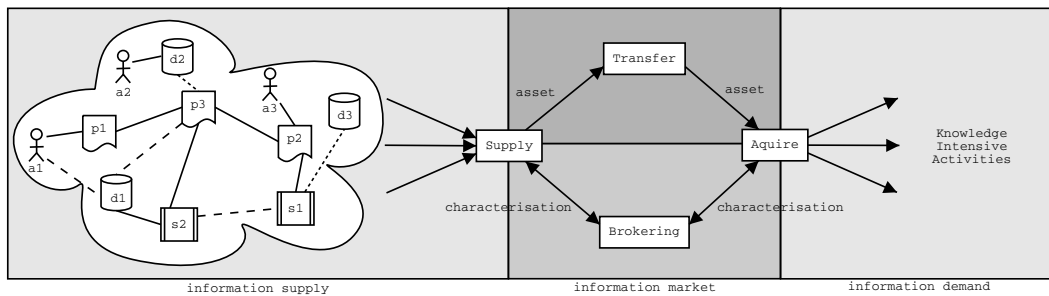 d2
a2
a3
p3
d3
p1
p2
a1
d1
s2
s1
asset
Transfer
asset
Supply
Aquire
characterisation
characterisation
Brokering
Knowledge
Intensive
Activities
information supply
information market
information demand